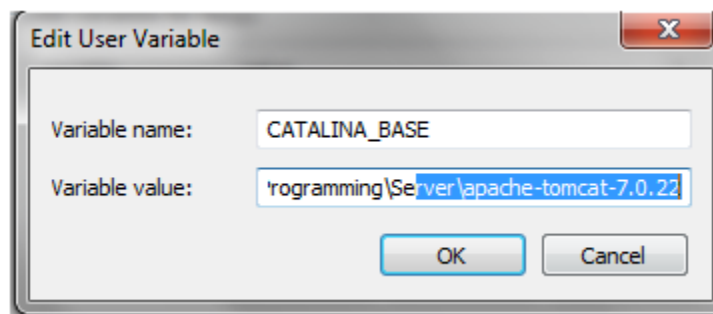 Edit User Variable
Variable name: CATALINA_BASE
Variable value: rogramming\Server\apache-tomcat-7.0.22
OK Cancel